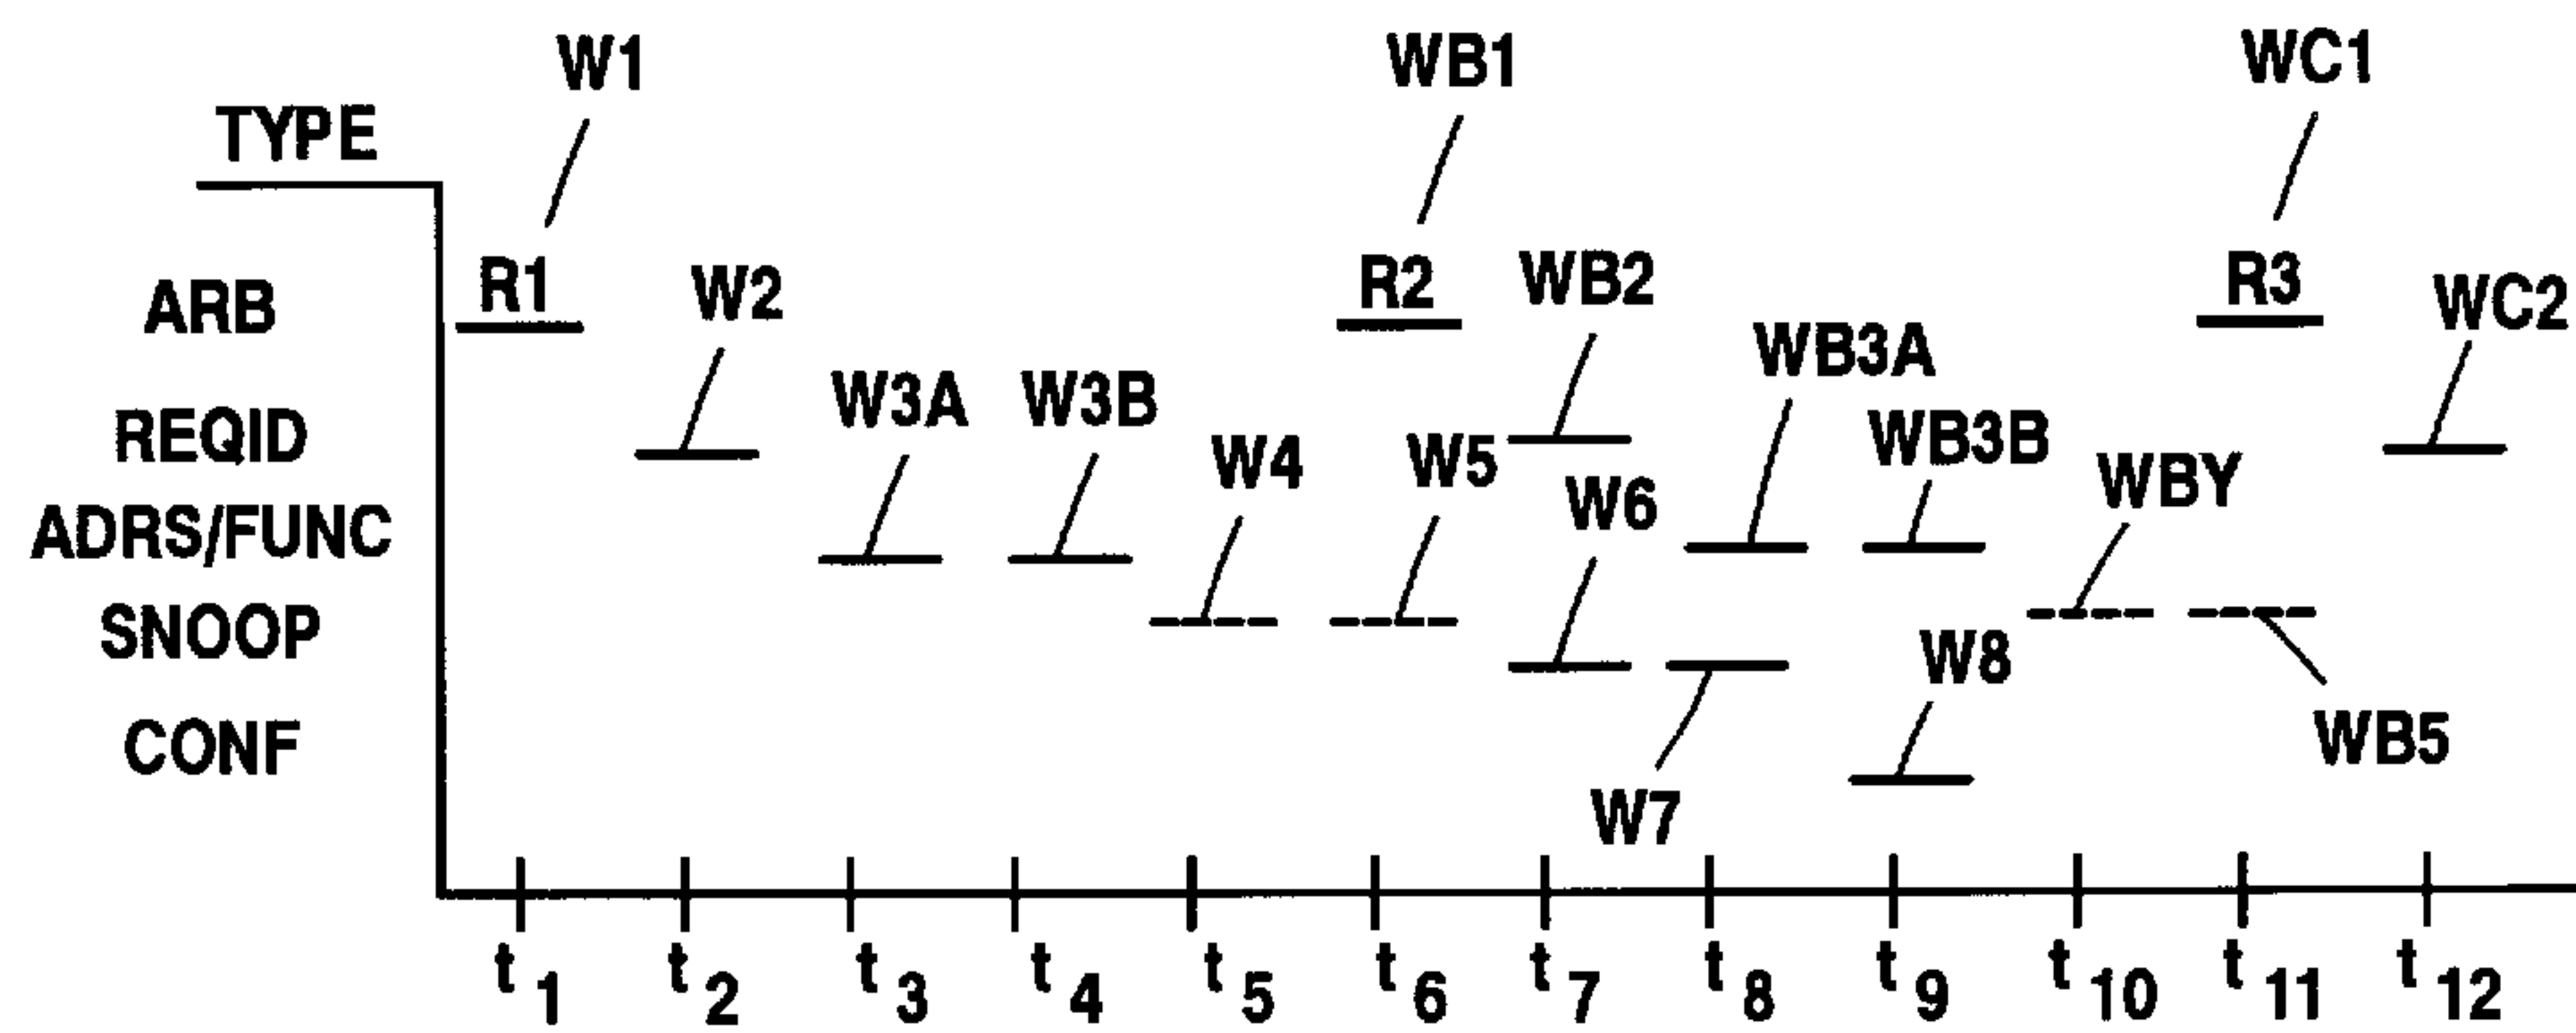 W1 WB1 WC1
TYPE
ARB R1 W2 R2 WB2 R3 WC2
WB3A
REQID W3A W3B W4 W5 WB3B
ADRS/FUNC W6 WBY
SNOOP W8
CONF W7 WB5
t1 t2 t3 t4 t5 t6 t7 t8 t9 t10 t11 t12